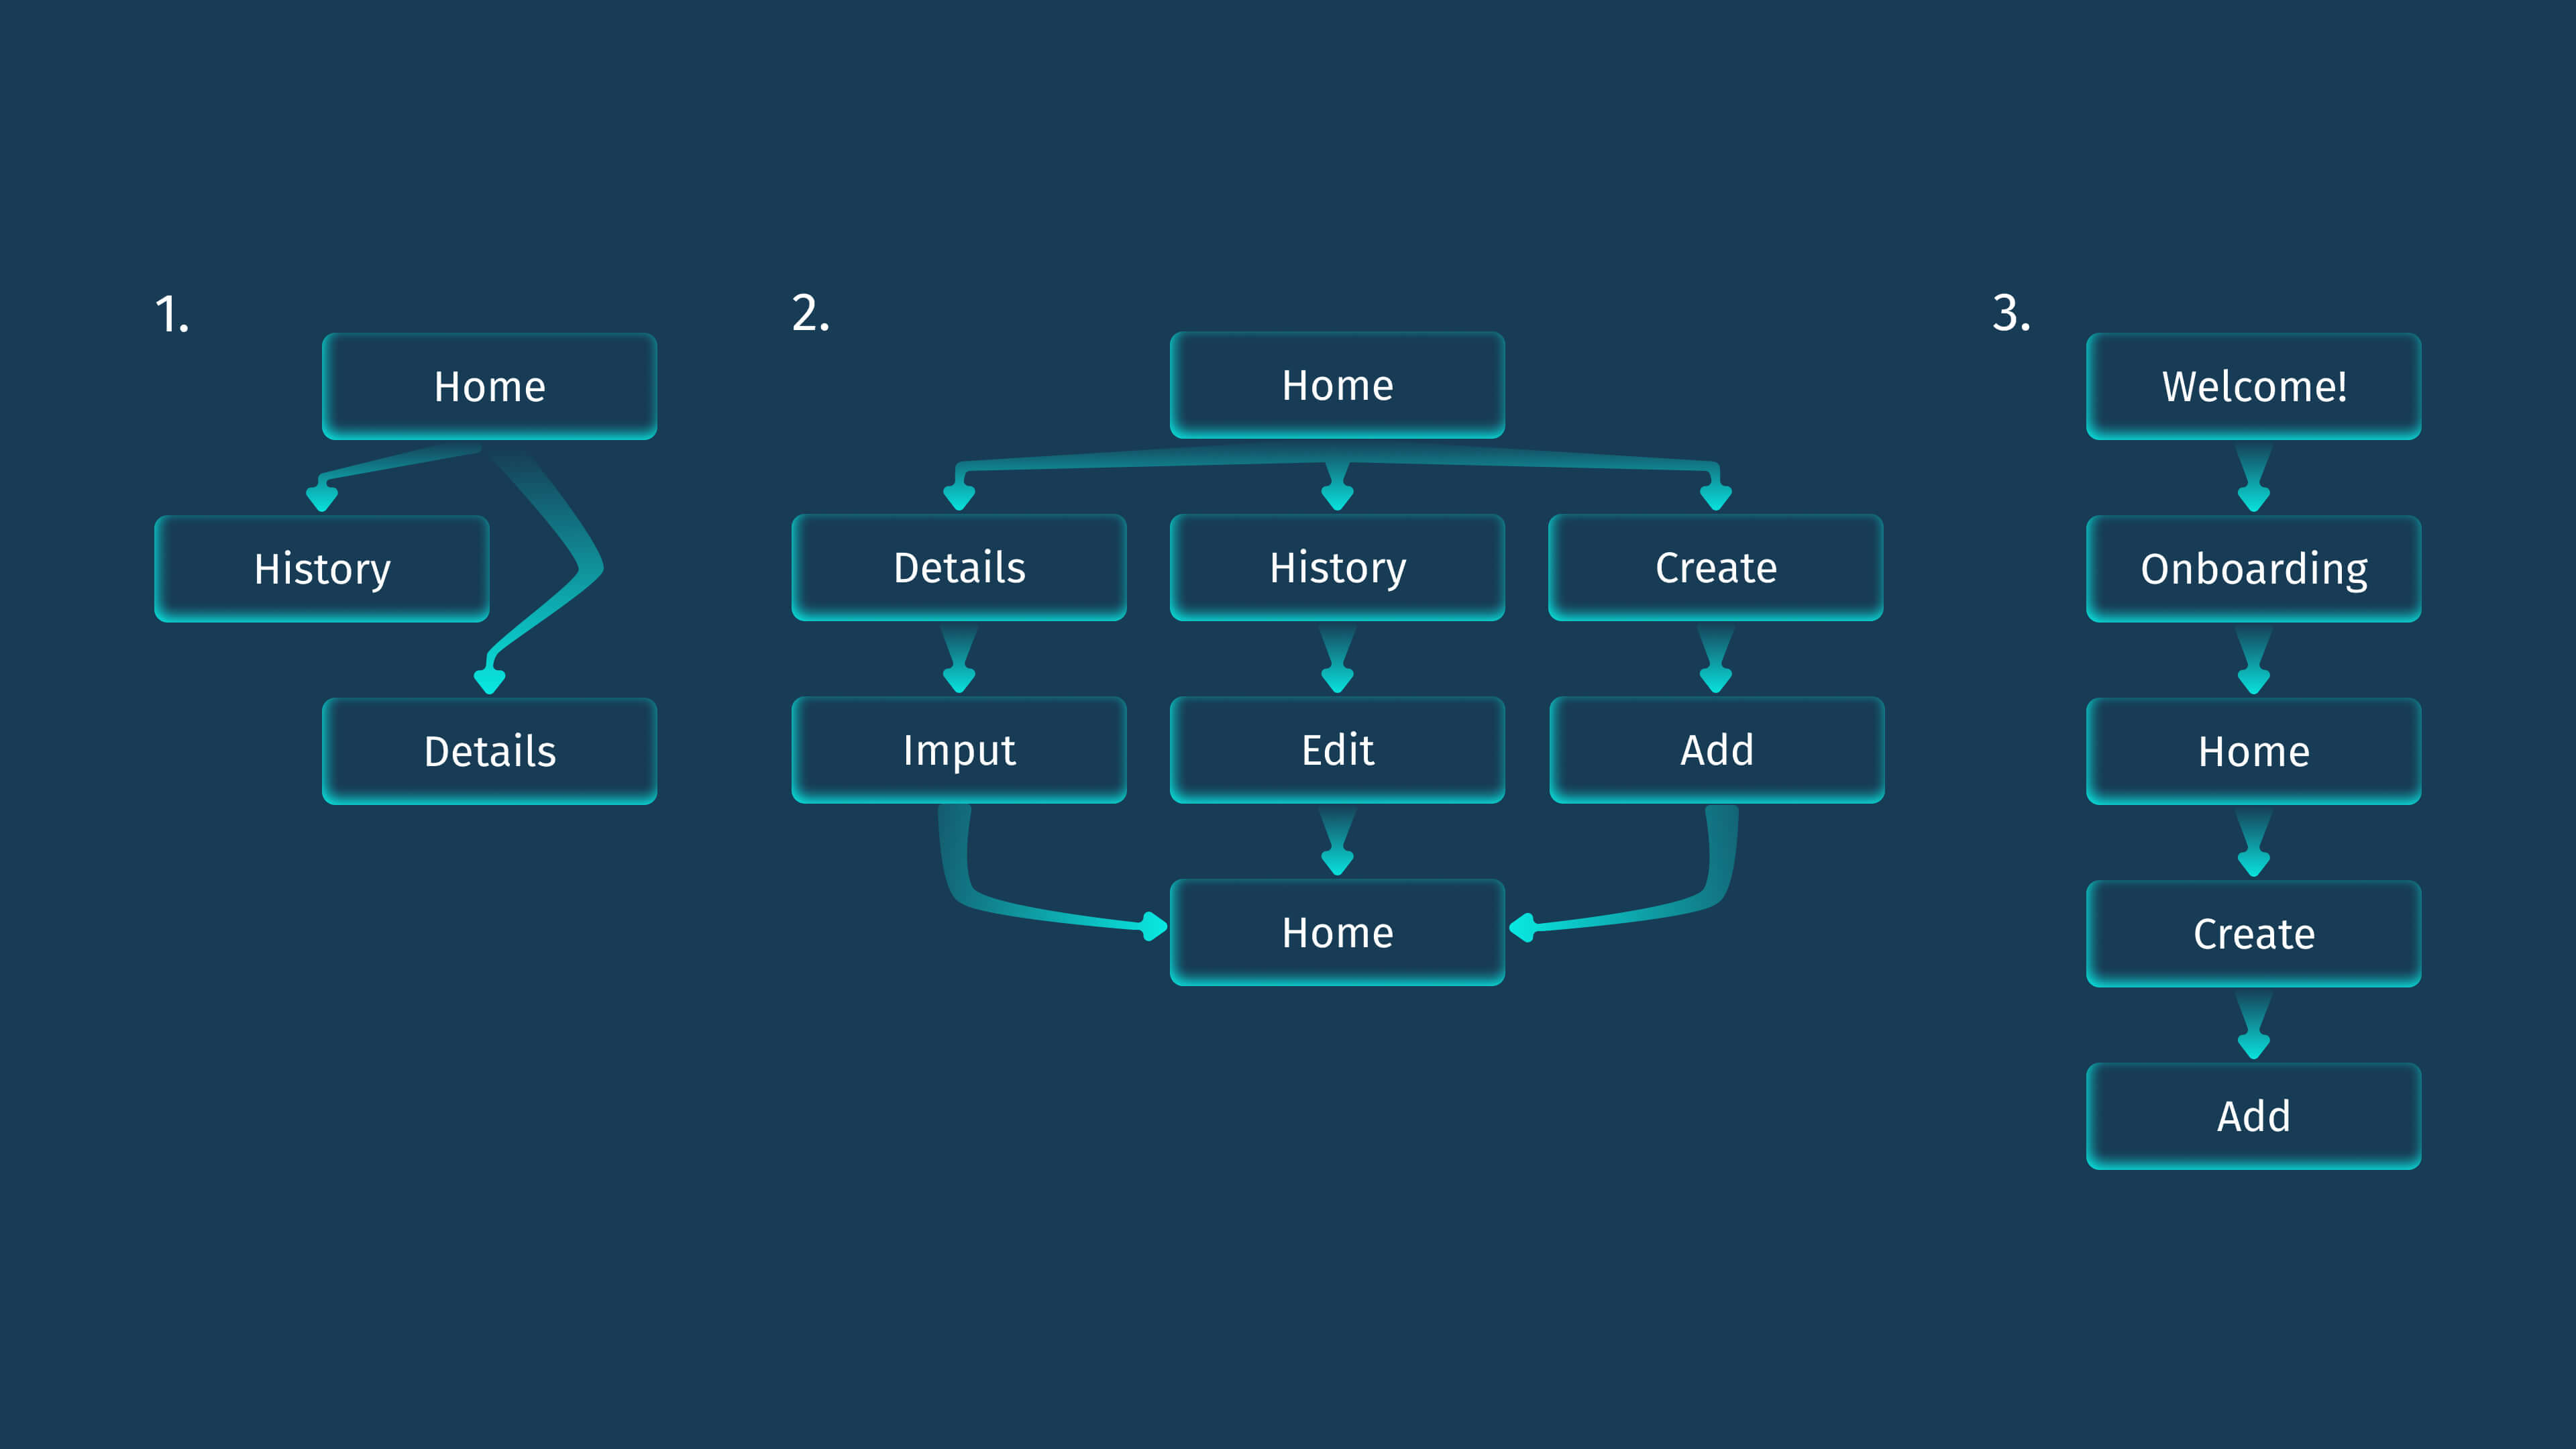 1.
Home
History
Details
2.
Home
Details
History
Create
Imput
Edit
Add
Home
3.
Welcome!
Onboarding
Home
Create
Add